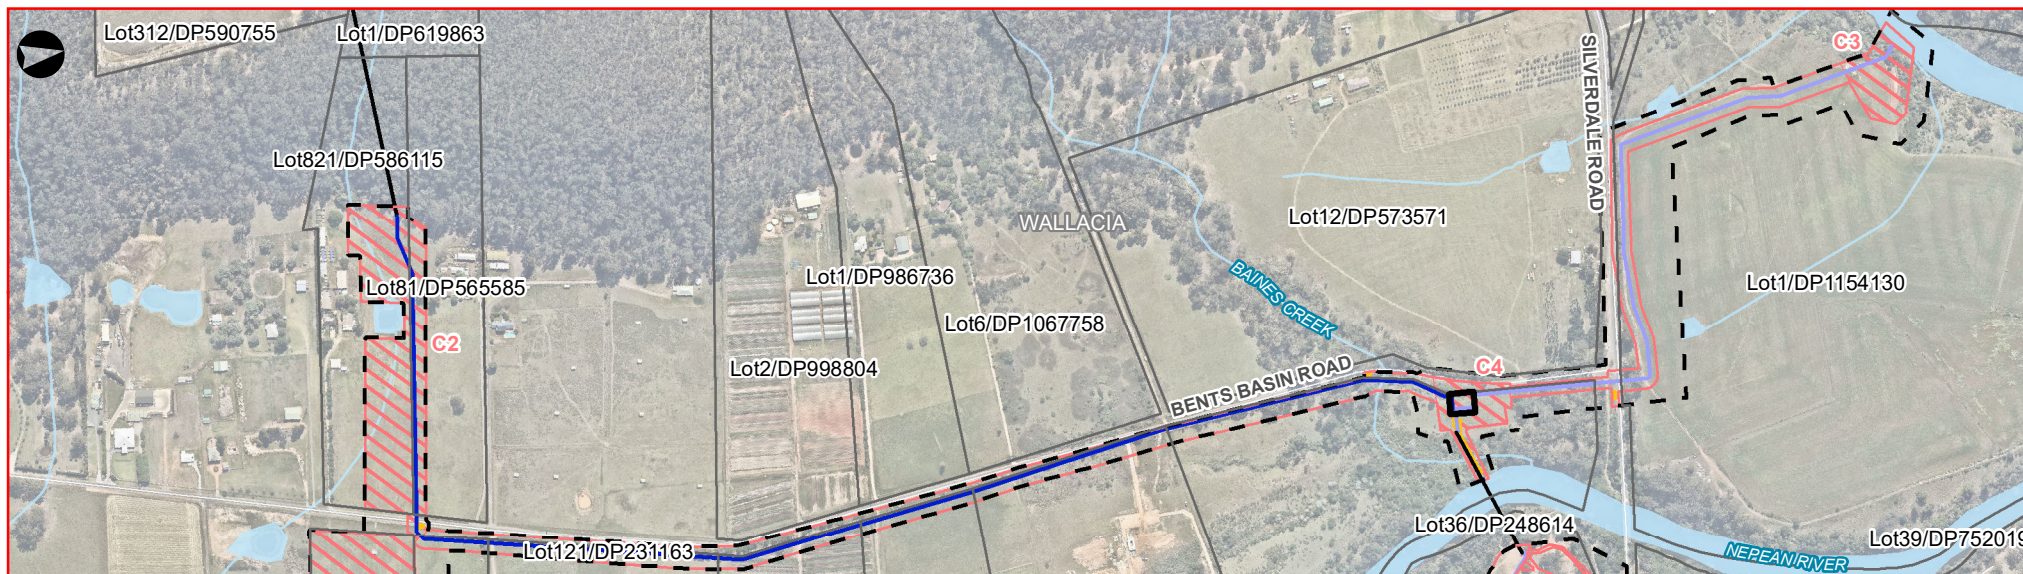 Lot312/DP590755
Lot1/DP619863
C3
SILVERDALE ROAD
Lot821/DP586115
WALLACIA
Lot12/DP573571
Lot81/DP565585
Lot1/DP986736
BAINES CREEK
Lot1/DP1154130
Lot6/DP1067758
C2
Lot2/DP998804
BENTS BASIN ROAD
C4
Lot36/DP248614
Lot121/DP231163
NEPEAN RIVER
Lot39/DP752019